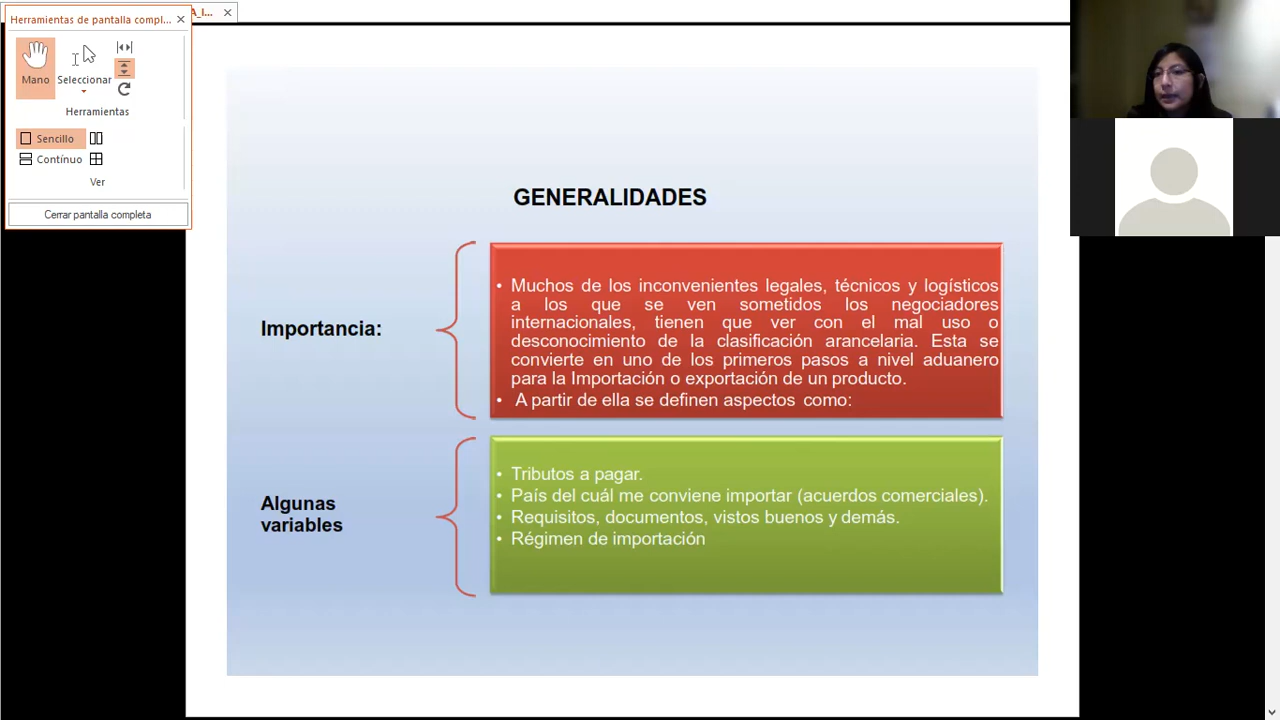 Herramientas de pantalla compl...
A_I...
Mano
Seleccionar
Herramientas
Sencillo
Contínuo
Ver
Cerrar pantalla completa
GENERALIDADES
Importancia:
• Muchos de los inconvenientes legales, técnicos y logísticos
a los que se ven sometidos los negociadores
internacionales, tienen que ver con el mal uso o
desconocimiento de la clasificación arancelaria. Esta se
convierte en uno de los primeros pasos a nivel aduanero
para la Importación o exportación de un producto.
• A partir de ella se definen aspectos como:
Algunas
variables
• Tributos a pagar.
• País del cuál me conviene importar (acuerdos comerciales).
• Requisitos, documentos, vistos buenos y demás.
• Régimen de importación